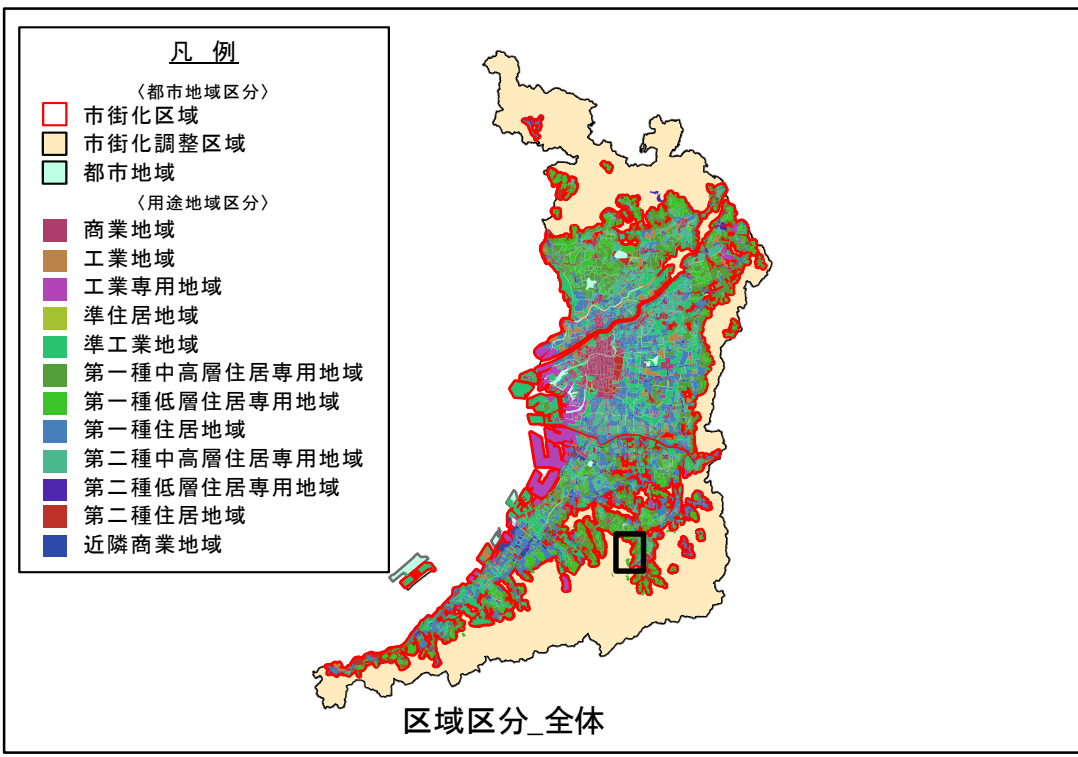 凡 例
〈都市地域区分〉
市街化区域
市街化調整区域
都市地域
〈用途地域区分〉
商業地域
工業地域
工業専用地域
準住居地域
準工業地域
第一種中高層住居専用地域
第一種低層住居専用地域
第一種住居地域
第二種中高層住居専用地域
第二種低層住居専用地域
第二種住居地域
近隣商業地域
区域区分_全体